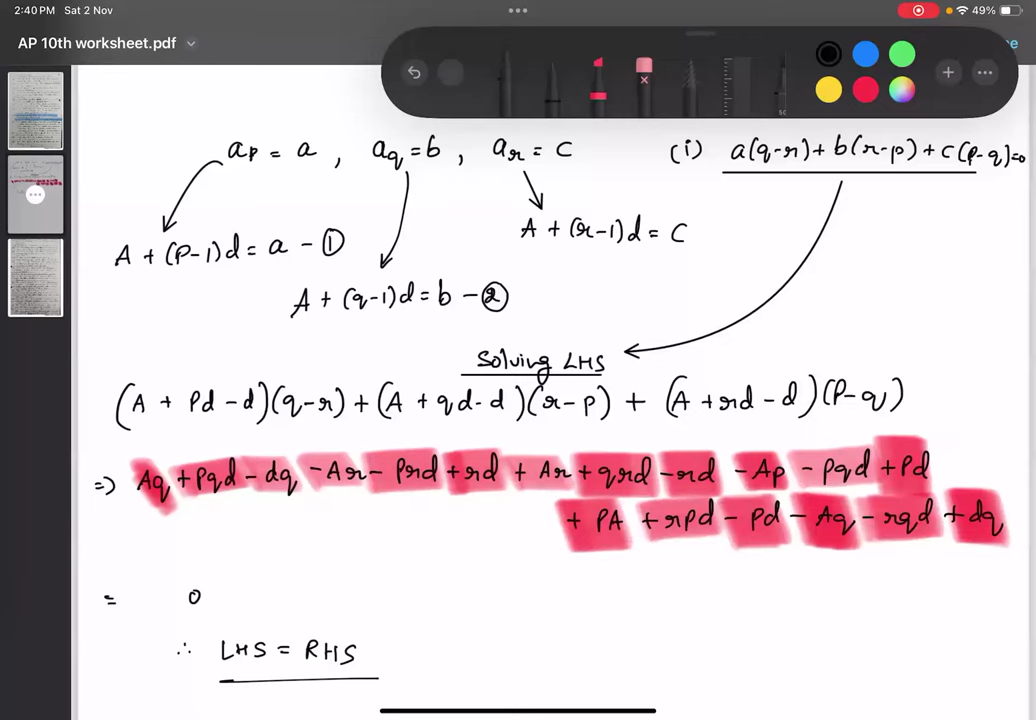 2:40 PM Sat 2 Nov
49%
AP 10th worksheet.pdf
aₚ = a , a_q = b , aᵣ = c
(i) a(q-r) + b(r-p) + c(p-q)=0
A + (r-1)d = c
A + (P-1)d = a - ①
A + (q-1)d = b - ②
Solving LHS
(A + Pd - d)(q-r) + (A + qd - d)(r-p) + (A + rd - d)(P-q)
=> Aq + Pqd - dq - Ar - Prd + rd + Ar + qrd - rd - Ap - Pqd + Pd
+ PA + rpd - Pd - Aq - rqd + dq
= 0
∴ LHS = RHS